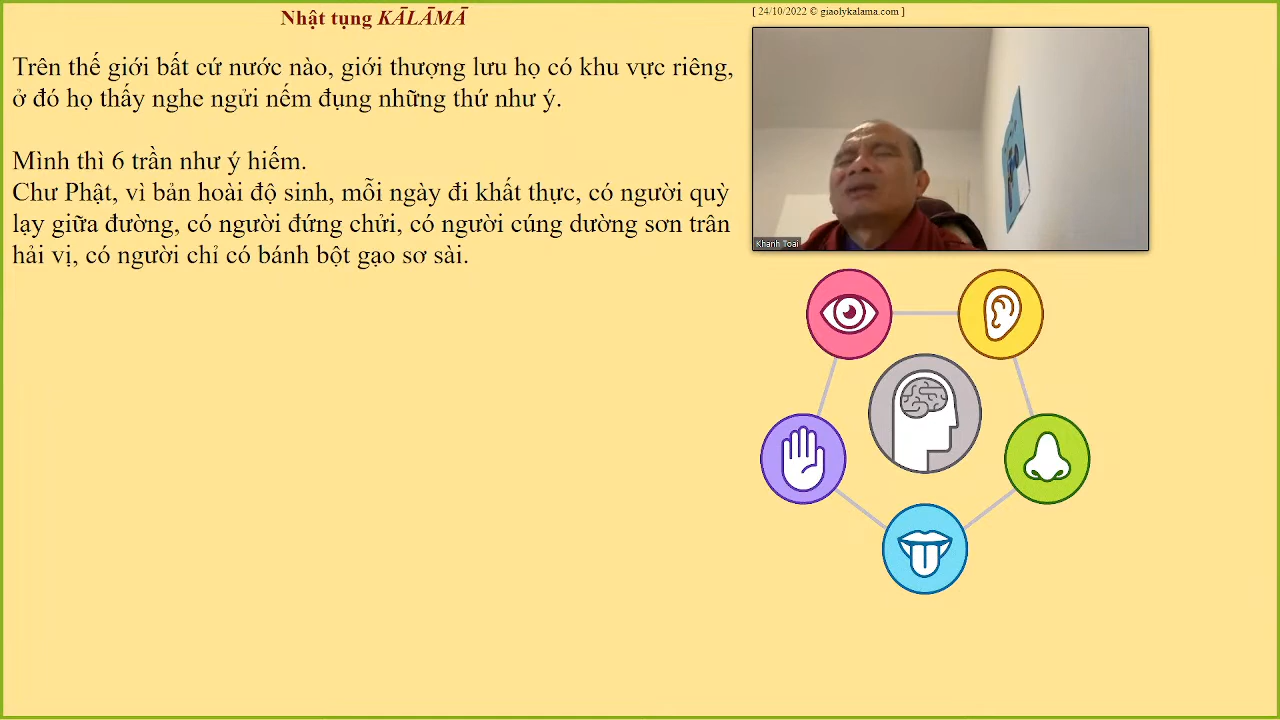 Nhật tụng KĀLĀMĀ
[ 24/10/2022 © giaolykalama.com ]
Trên thế giới bất cứ nước nào, giới thượng lưu họ có khu vực riêng,
ở đó họ thấy nghe ngửi nếm đụng những thứ như ý.
Mình thì 6 trần như ý hiếm.
Chư Phật, vì bản hoài độ sinh, mỗi ngày đi khất thực, có người quỳ
lạy giữa đường, có người đứng chửi, có người cúng dường sơn trân
hải vị, có người chỉ có bánh bột gạo sơ sài.
Khanh Toai